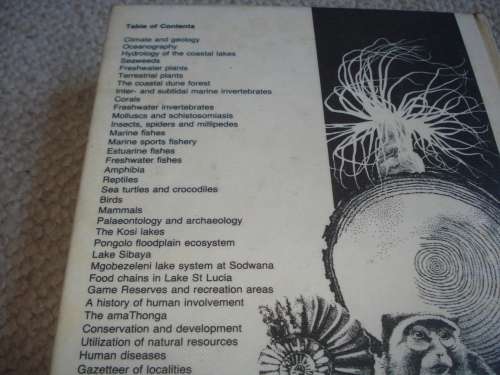 Table of Contents
Climate and geology
Oceanography
Hydrology of the coastal lakes
Seaweeds
Freshwater plants
Terrestrial plants
The coastal dune forest
Inter- and subtidal marine invertebrates
Corals
Freshwater invertebrates
Molluscs and schistosomiasis
Insects, spiders and millipedes
Marine fishes
Marine sports fishery
Estuarine fishes
Freshwater fishes
Amphibia
Reptiles
Sea turtles and crocodiles
Birds
Mammals
Palaeontology and archaeology
The Kosi lakes
Pongolo floodplain ecosystem
Lake Sibaya
Mgobezeleni lake system at Sodwana
Food chains in Lake St Lucia
Game Reserves and recreation areas
A history of human involvement
The amaThonga
Conservation and development
Utilization of natural resources
Human diseases
Gazetteer of localities